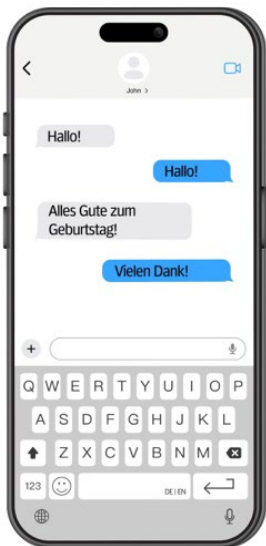 John >
Hallo!
Hallo!
Alles Gute zum
Geburtstag!
Vielen Dank!
Q W E R T Y U I O P
A S D F G H J K L
Z X C V B N M
123 DE | EN